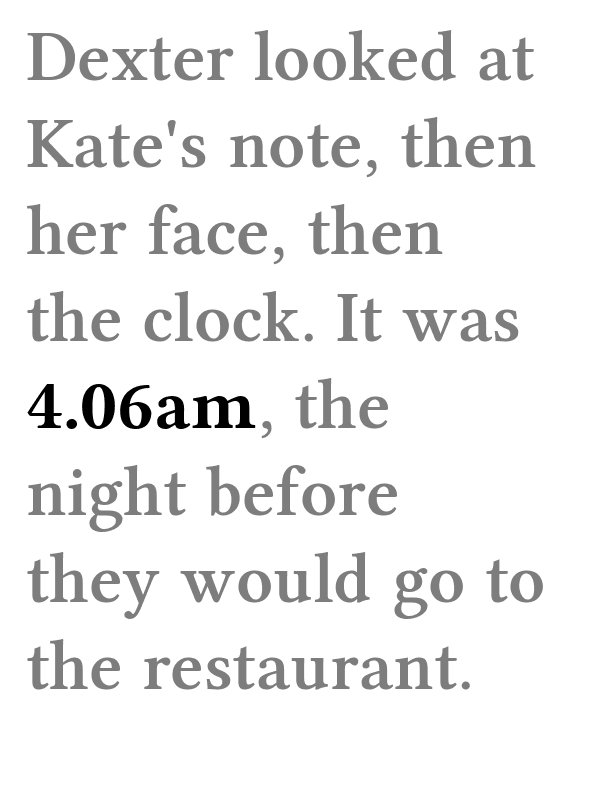 Dexter looked at
Kate's note, then
her face, then
the clock. It was
4.06am, the
night before
they would go to
the restaurant.